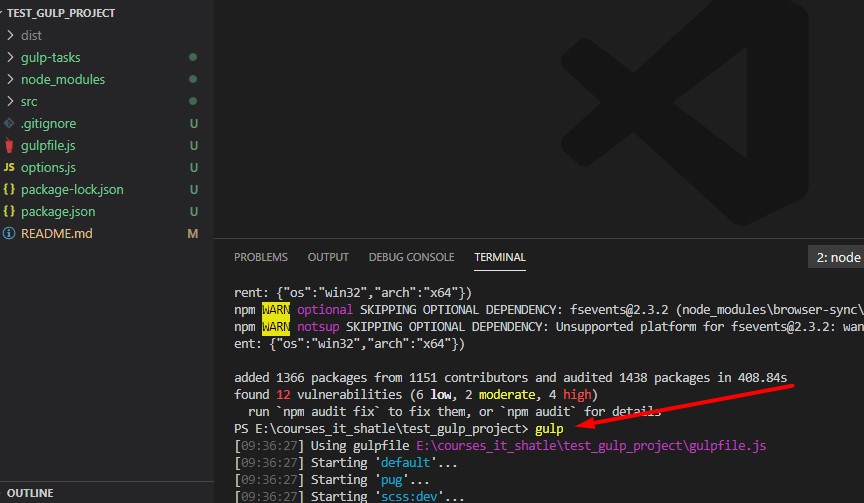 TEST_GULP_PROJECT
dist
gulp-tasks
node_modules
src
.gitignore U
gulpfile.js U
JS options.js U
{} package-lock.json U
{} package.json U
README.md M
OUTLINE
PROBLEMS OUTPUT DEBUG CONSOLE TERMINAL 2: node
rent: {"os":"win32","arch":"x64"})
npm WARN optional SKIPPING OPTIONAL DEPENDENCY: fsevents@2.3.2 (node_modules\browser-sync\
npm WARN notsup SKIPPING OPTIONAL DEPENDENCY: Unsupported platform for fsevents@2.3.2: wan
ent: {"os":"win32","arch":"x64"})
added 1366 packages from 1151 contributors and audited 1438 packages in 408.84s
found 12 vulnerabilities (6 low, 2 moderate, 4 high)
run `npm audit fix` to fix them, or `npm audit` for details
PS E:\courses_it_shatle\test_gulp_project> gulp
[09:36:27] Using gulpfile E:\courses_it_shatle\test_gulp_project\gulpfile.js
[09:36:27] Starting 'default'...
[09:36:27] Starting 'pug'...
[09:36:27] Starting 'scss:dev'...